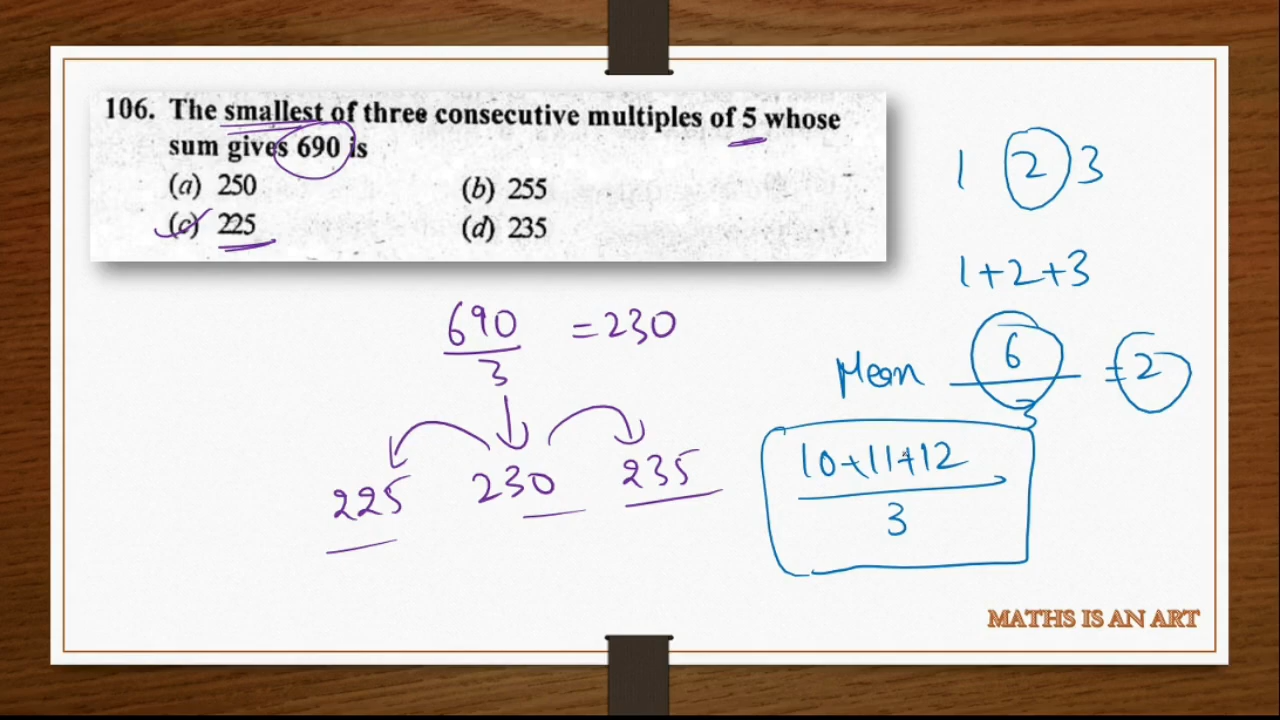 106. The smallest of three consecutive multiples of 5 whose
sum gives 690 is
(a) 250 (b) 255
(c) 225 (d) 235
690
3
=230
225 230 235
1 2 3
1+2+3
Mean 6 = 2
3
10+11+12
3
MATHS IS AN ART